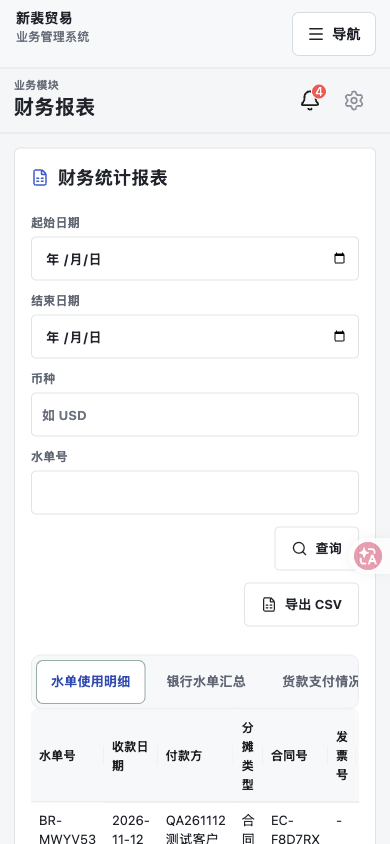 新裴贸易
业务管理系统
导航
业务模块
财务报表
4
财务统计报表
起始日期
年 /月/日
结束日期
年 /月/日
币种
如 USD
水单号
查询
导出 CSV
水单使用明细 银行水单汇总 货款支付情况
水单号 收款日期 付款方 分摊类型 合同号 发票号
BR- 2026- QA261112 合 EC- -
MWYV53 11-12 测试客户 同 F8D7RX